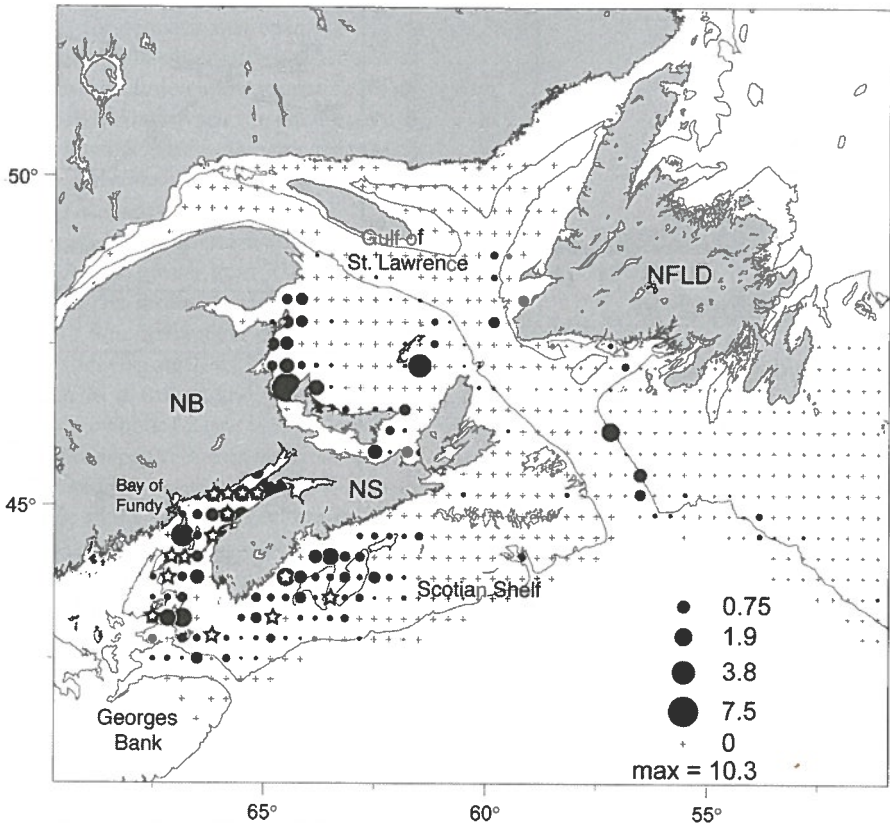 50°
Gulf of
St. Lawrence
NFLD
NB
45°
Bay of
Fundy
NS
Scotian Shelf
0.75
1.9
3.8
7.5
0
max = 10.3
Georges
Bank
65°
60°
55°